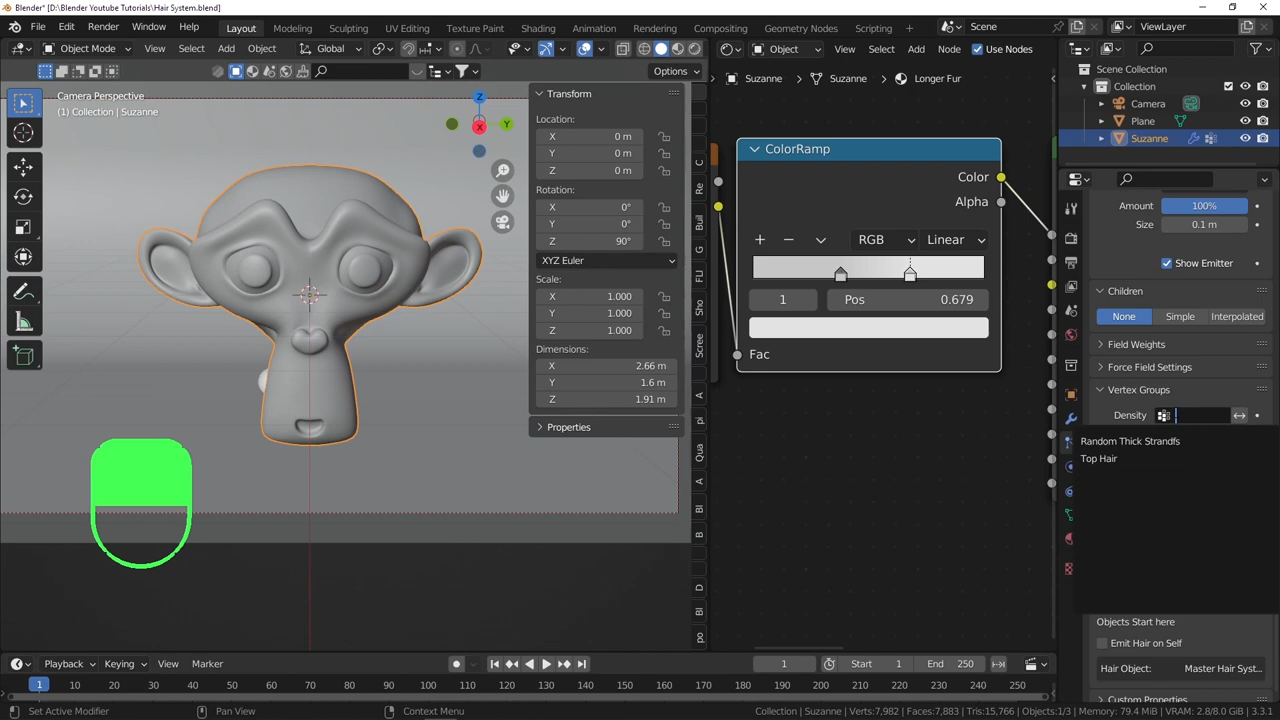 Blender* [D:\Blender\Youtube Tutorials\Hair System.blend]
File Edit Render Window Help Layout Modeling Sculpting UV Editing Texture Paint Shading Animation Rendering Compositing Geometry Nodes Scripting Scene ViewLayer
Object Mode View Select Add Object Global Object View Select Add Node Use Nodes
Options
Camera Perspective
(1) Collection | Suzanne
Transform
Location:
X 0 m
Y 0 m
Z 0 m
Rotation:
X 0°
Y 0°
Z 90°
XYZ Euler
Scale:
X 1.000
Y 1.000
Z 1.000
Dimensions:
X 2.66 m
Y 1.6 m
Z 1.91 m
Properties
Z
Y
X
C
Re
Buil
G
FLI
Sho
Scree
A
pi
Qua
A
Bl
B
D
Bl
po
Suzanne Suzanne Longer Fur
ColorRamp
Color
Alpha
RGB Linear
1 Pos 0.679
Fac
Scene Collection
Collection
Camera
Plane
Suzanne
Amount 100%
Size 0.1 m
Show Emitter
Children
None Simple Interpolated
Field Weights
Force Field Settings
Vertex Groups
Density
Random Thick Strandfs
Top Hair
Objects Start here
Emit Hair on Self
Hair Object: Master Hair Syst...
Custom Properties
Playback Keying View Marker 1 Start 1 End 250
1 10 20 30 40 50 60 70 80 90 100 110 120 130 140 150 160 170 180 190 200 210 220 230 240 250
Set Active Modifier Pan View Context Menu Collection | Suzanne | Verts:7,982 | Faces:7,883 | Tris:15,766 | Objects:1/3 | Memory: 79.4 MiB | VRAM: 2.8/8.0 GiB | 3.3.1